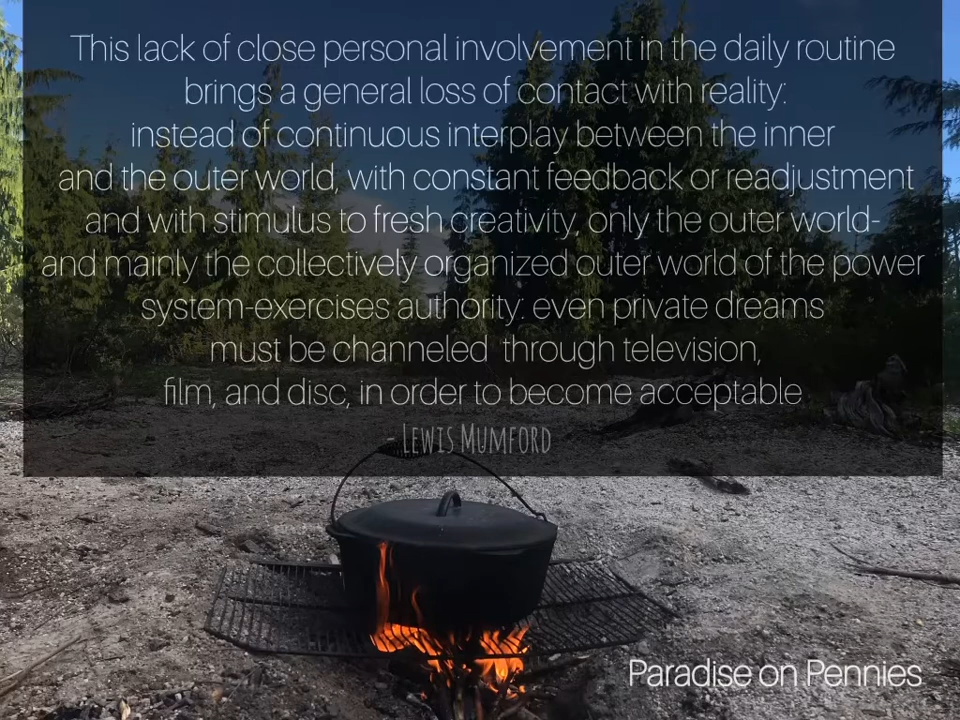 This lack of close personal involvement in the daily routine
brings a general loss of contact with reality:
instead of continuous interplay between the inner
and the outer world, with constant feedback or readjustment
and with stimulus to fresh creativity, only the outer world-
and mainly the collectively organized outer world of the power
system-exercises authority: even private dreams
must be channeled through television,
film, and disc, in order to become acceptable
- Lewis Mumford
Paradise on Pennies